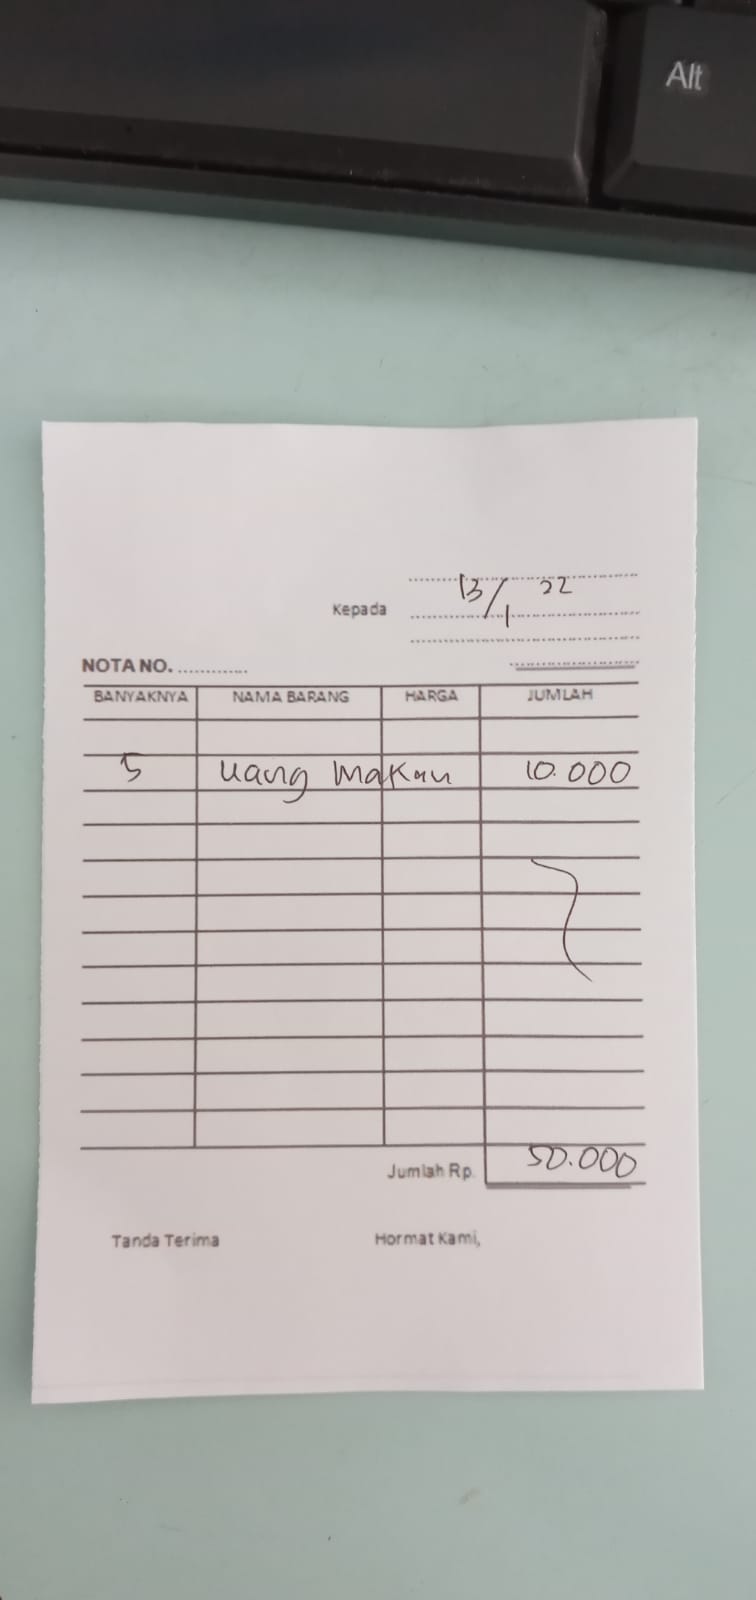 Alt
13/1 22
Kepada
NOTA NO. ............
BANYAKNYA NAMA BARANG HARGA JUMLAH
5 uang makan 10.000
Jumlah Rp. 50.000
Tanda Terima Hormat Kami,